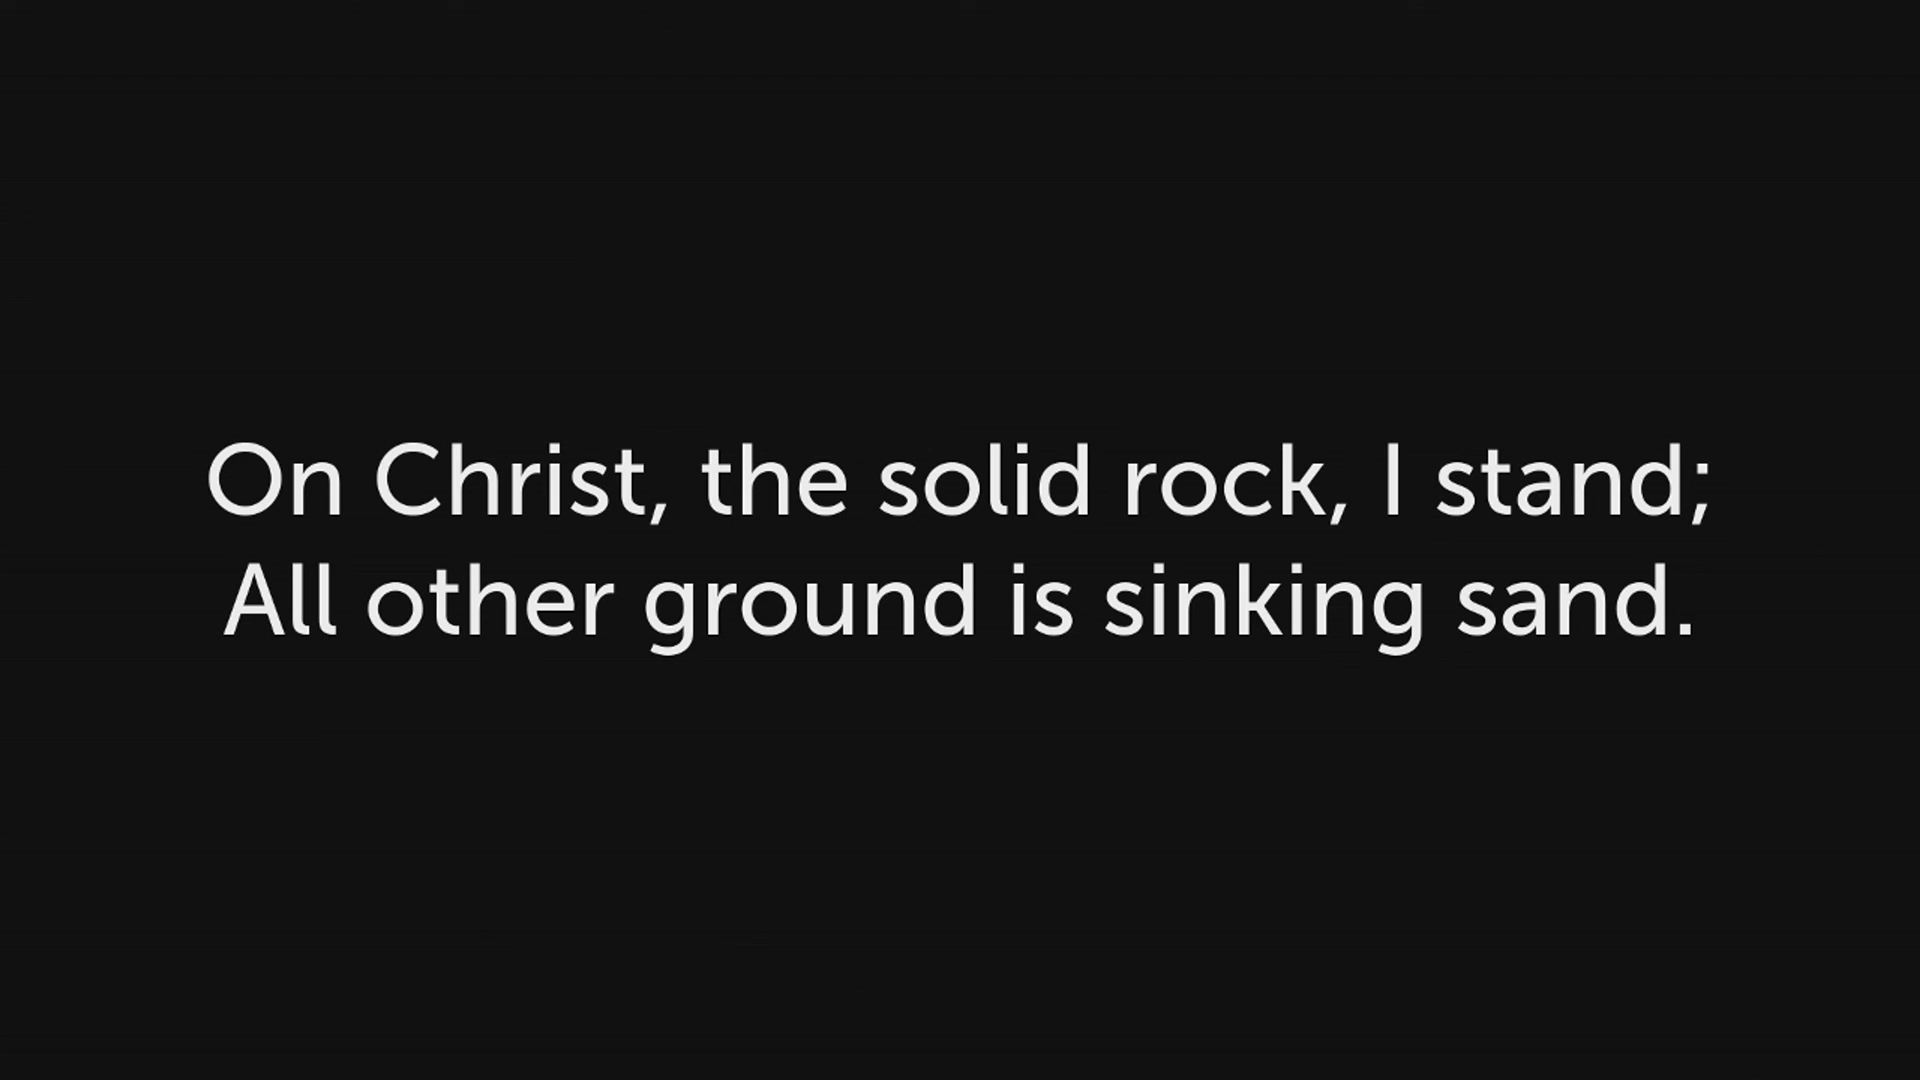 On Christ, the solid rock, I stand;
All other ground is sinking sand.